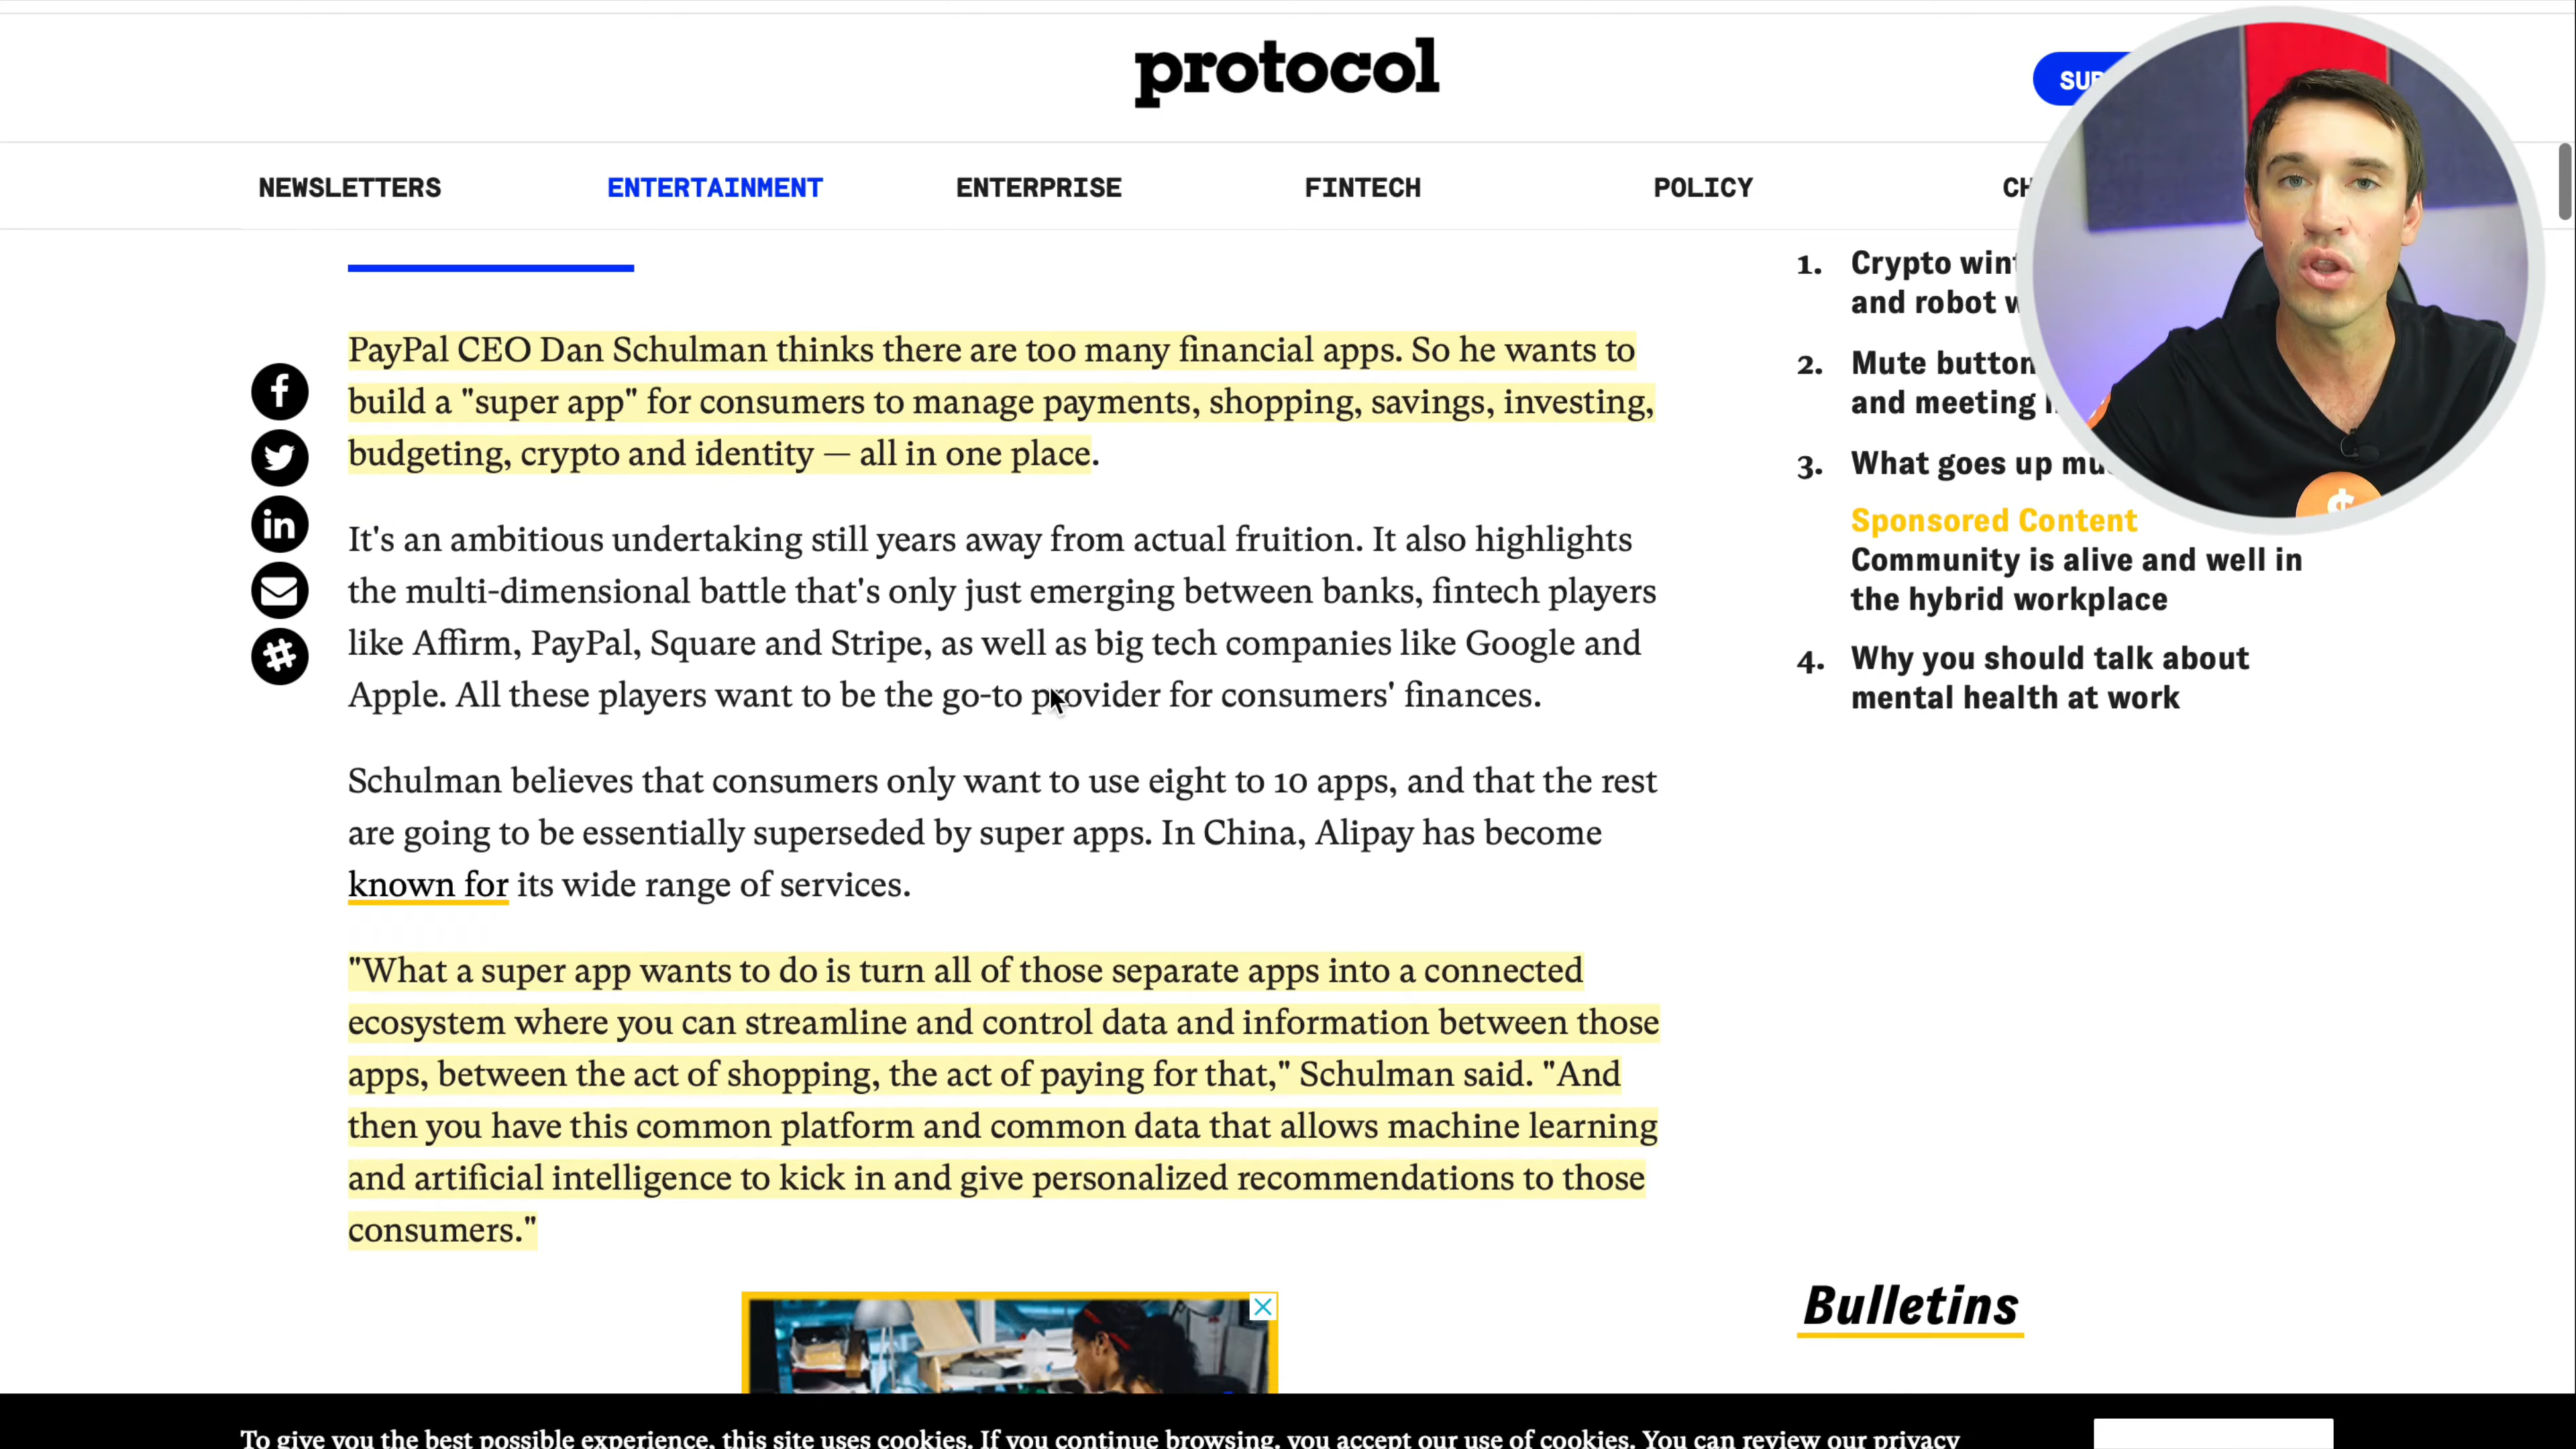 protocol
NEWSLETTERS
ENTERTAINMENT
ENTERPRISE
FINTECH
POLICY
PayPal CEO Dan Schulman thinks there are too many financial apps. So he wants to
build a "super app" for consumers to manage payments, shopping, savings, investing,
budgeting, crypto and identity — all in one place.
It's an ambitious undertaking still years away from actual fruition. It also highlights
the multi-dimensional battle that's only just emerging between banks, fintech players
like Affirm, PayPal, Square and Stripe, as well as big tech companies like Google and
Apple. All these players want to be the go-to provider for consumers' finances.
Schulman believes that consumers only want to use eight to 10 apps, and that the rest
are going to be essentially superseded by super apps. In China, Alipay has become
known for its wide range of services.
"What a super app wants to do is turn all of those separate apps into a connected
ecosystem where you can streamline and control data and information between those
apps, between the act of shopping, the act of paying for that," Schulman said. "And
then you have this common platform and common data that allows machine learning
and artificial intelligence to kick in and give personalized recommendations to those
consumers."
1. Crypto
and robot
2. Mute button
and meeting
3. What goes up
Sponsored Content
Community is alive and well in
the hybrid workplace
4. Why you should talk about
mental health at work
Bulletins
To give you the best possible experience, this site uses cookies. If you continue browsing, you accept our use of cookies. You can review our privacy